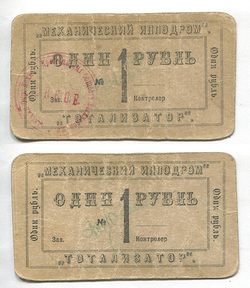 „МЕХАНИЧЕСКИЙ ИППОДРОМ“
Один рубль.
ОДИН 1 РУБЛЬ
Один рубль.
№
Зав. Контролер
„ТОТАЛИЗАТОР“
„МЕХАНИЧЕСКИЙ ИППОДРОМ“
Один рубль.
ОДИН 1 РУБЛЬ
Один рубль.
№
Зав. Контролер
„ТОТАЛИЗАТОР“